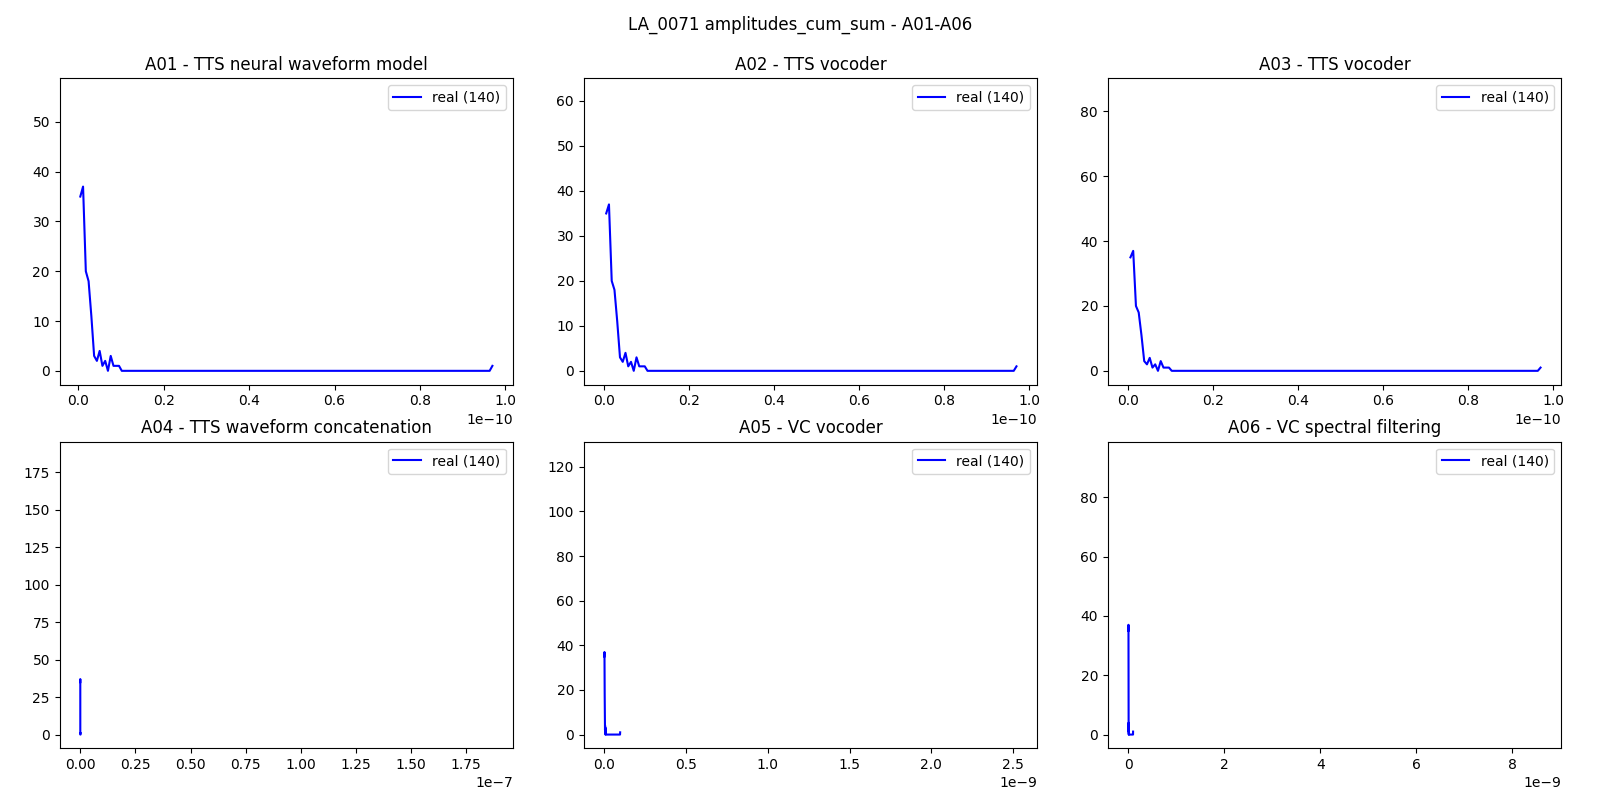 LA_0071 amplitudes_cum_sum - A01-A06
A01 - TTS neural waveform model
A02 - TTS vocoder
A03 - TTS vocoder
real (140)
real (140)
real (140)
50
40
30
20
10
0
60
50
40
30
20
10
0
80
60
40
20
0
0.0 0.2 0.4 0.6 0.8 1.0
1e−10
0.0 0.2 0.4 0.6 0.8 1.0
1e−10
0.0 0.2 0.4 0.6 0.8 1.0
1e−10
A04 - TTS waveform concatenation
A05 - VC vocoder
A06 - VC spectral filtering
real (140)
real (140)
real (140)
175
150
125
100
75
50
25
0
120
100
80
60
40
20
0
80
60
40
20
0
0.00 0.25 0.50 0.75 1.00 1.25 1.50 1.75
1e−7
0.0 0.5 1.0 1.5 2.0 2.5
1e−9
0 2 4 6 8
1e−9